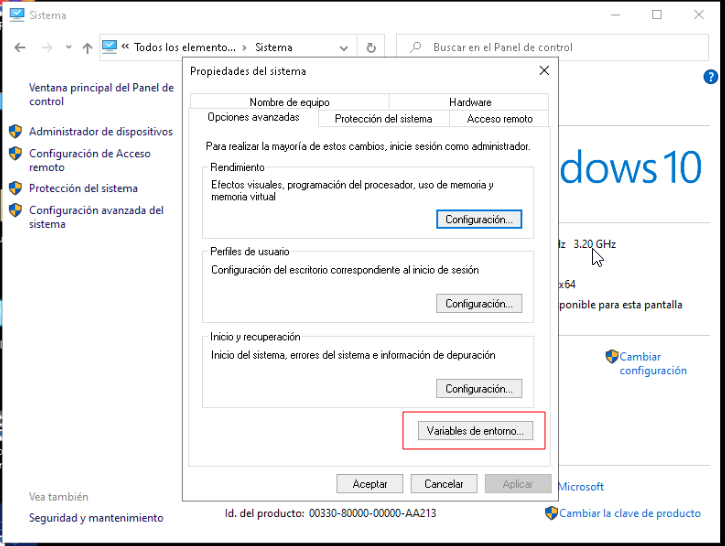 Sistema
« Todos los elemento... > Sistema
Buscar en el Panel de control
Ventana principal del Panel de
control
Administrador de dispositivos
Configuración de Acceso
remoto
Protección del sistema
Configuración avanzada del
sistema
Vea también
Seguridad y mantenimiento
Propiedades del sistema
Nombre de equipo
Hardware
Opciones avanzadas
Protección del sistema
Acceso remoto
Para realizar la mayoría de estos cambios, inicie sesión como administrador.
Rendimiento
Efectos visuales, programación del procesador, uso de memoria y
memoria virtual
Configuración...
Perfiles de usuario
Configuración del escritorio correspondiente al inicio de sesión
Configuración...
Inicio y recuperación
Inicio del sistema, errores del sistema e información de depuración
Configuración...
Variables de entorno...
Aceptar
Cancelar
Aplicar
?
dows 10
Hz 3.20 GHz
x64
ponible para esta pantalla
Cambiar
configuración
Microsoft
Id. del producto: 00330-80000-00000-AA213
Cambiar la clave de producto